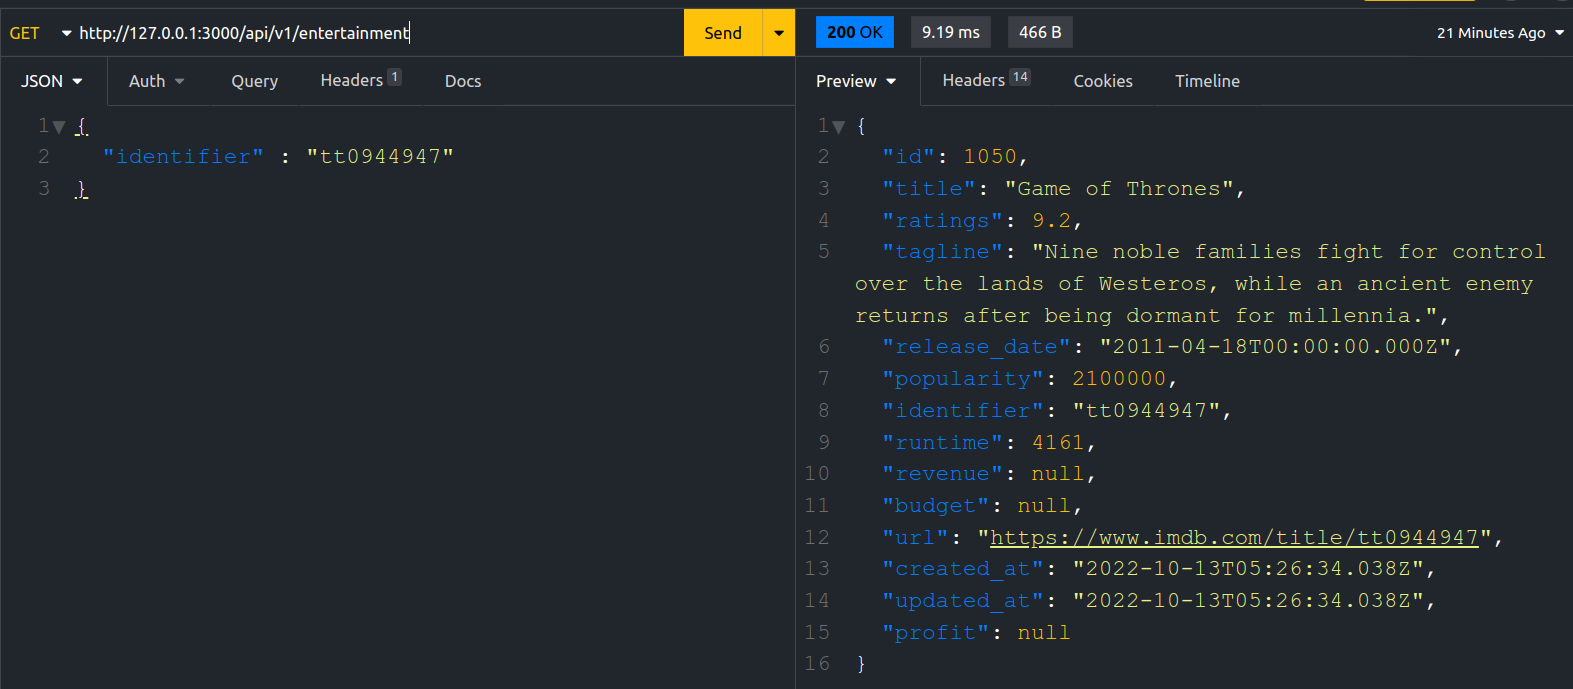 GET http://127.0.0.1:3000/api/v1/entertainment Send 200 OK 9.19 ms 466 B 21 Minutes Ago
JSON Auth Query Headers 1 Docs
1 {
2 "identifier" : "tt0944947"
3 }
Preview Headers 14 Cookies Timeline
1 {
2 "id": 1050,
3 "title": "Game of Thrones",
4 "ratings": 9.2,
5 "tagline": "Nine noble families fight for control
over the lands of Westeros, while an ancient enemy
returns after being dormant for millennia.",
6 "release_date": "2011-04-18T00:00:00.000Z",
7 "popularity": 2100000,
8 "identifier": "tt0944947",
9 "runtime": 4161,
10 "revenue": null,
11 "budget": null,
12 "url": "https://www.imdb.com/title/tt0944947",
13 "created_at": "2022-10-13T05:26:34.038Z",
14 "updated_at": "2022-10-13T05:26:34.038Z",
15 "profit": null
16 }